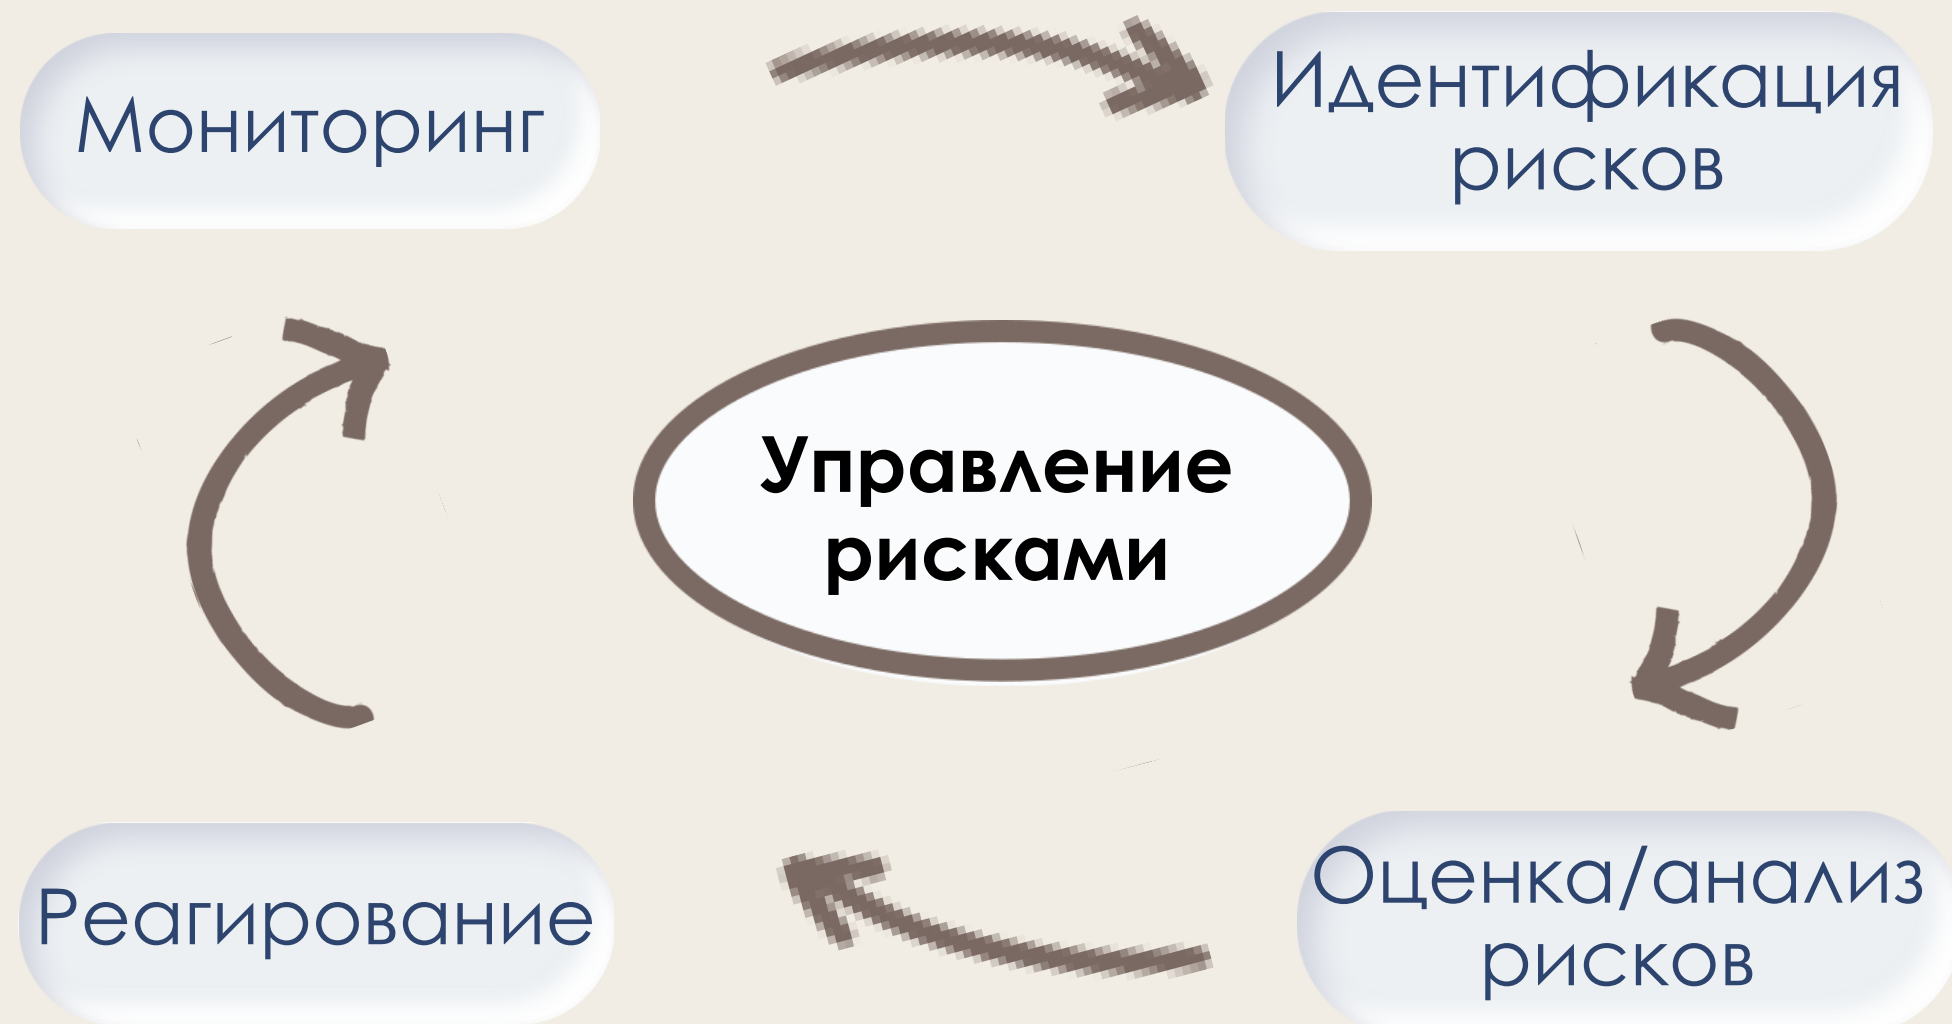 Мониторинг
Идентификация
рисков
Управление
рисками
Реагирование
Оценка/анализ
рисков